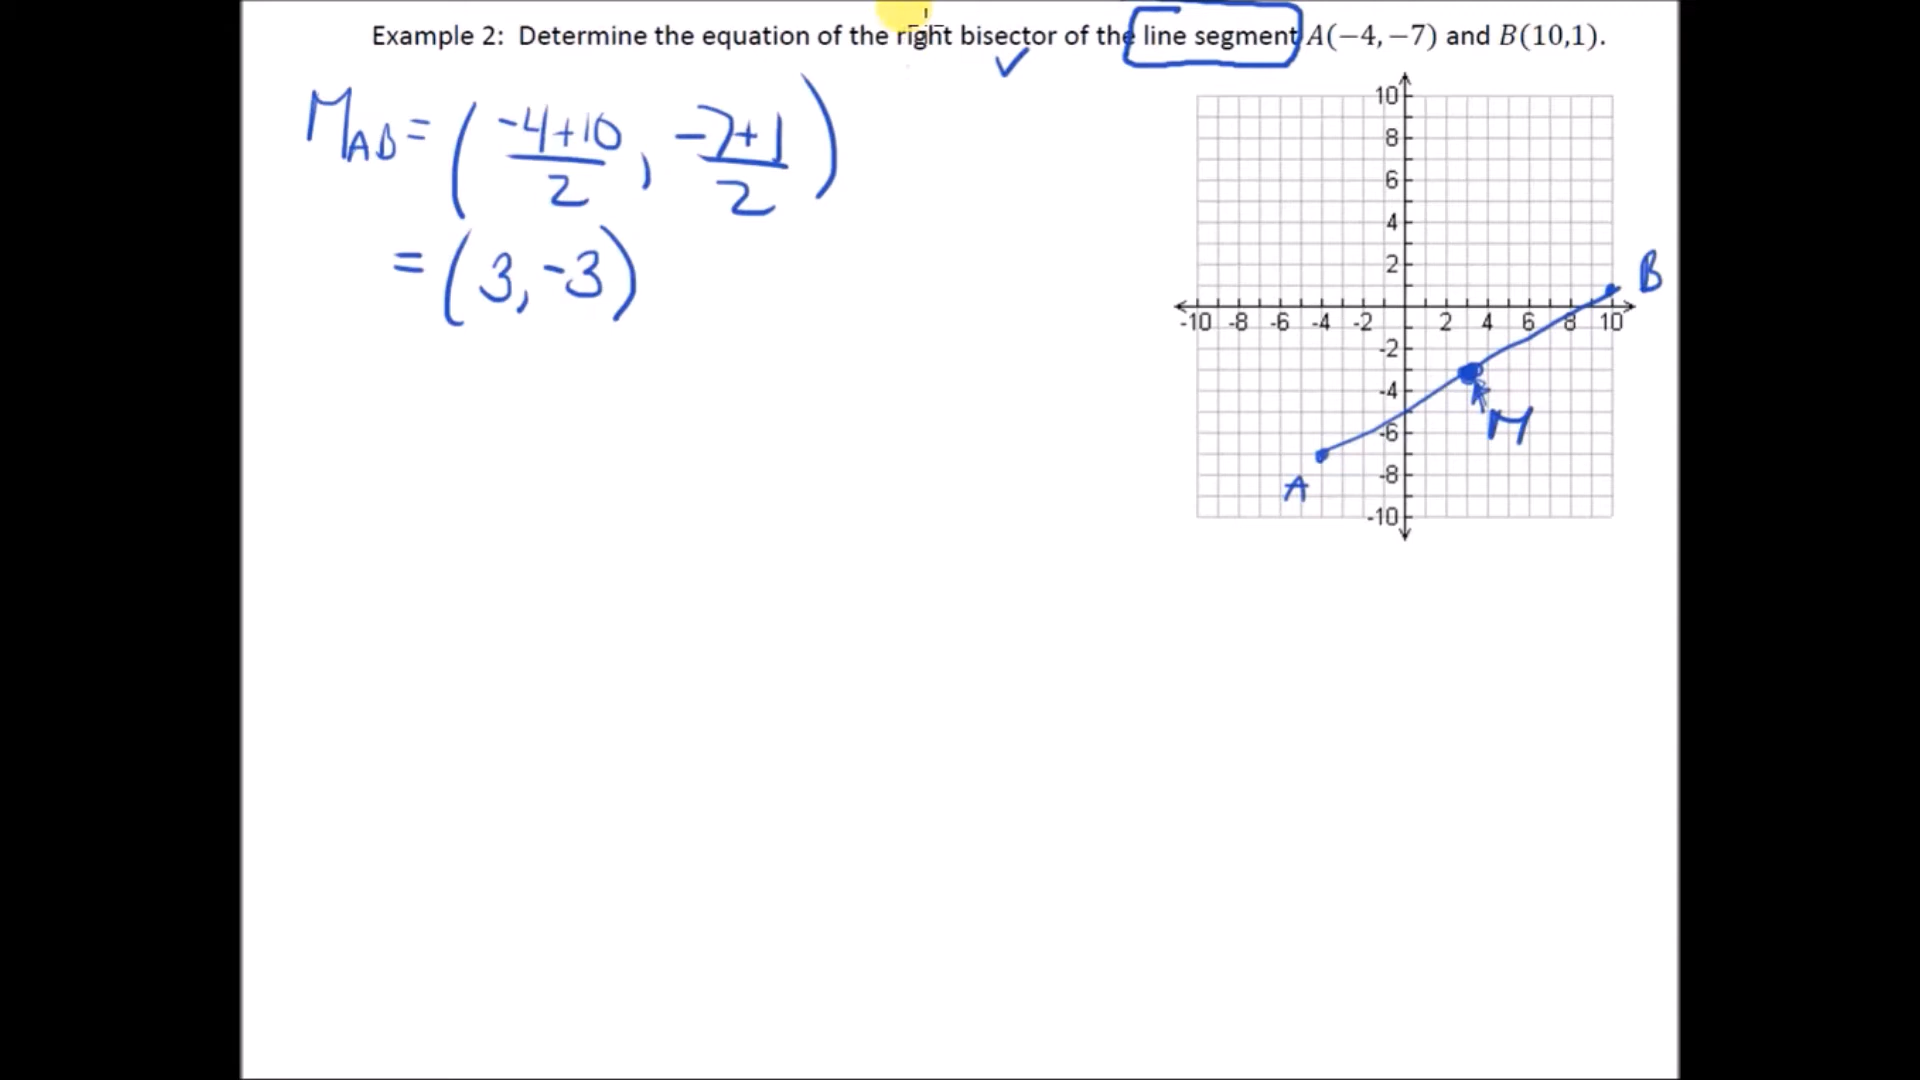 Example 2: Determine the equation of the right bisector of the line segment A(−4,−7) and B(10,1).
M_AB = ( (-4+10)/2 , (-7+1)/2 )
= (3,-3)
10
8
6
4
2
-10 -8 -6 -4 -2 2 4 6 8 10
-2
-4
-6
-8
-10
B
M
A